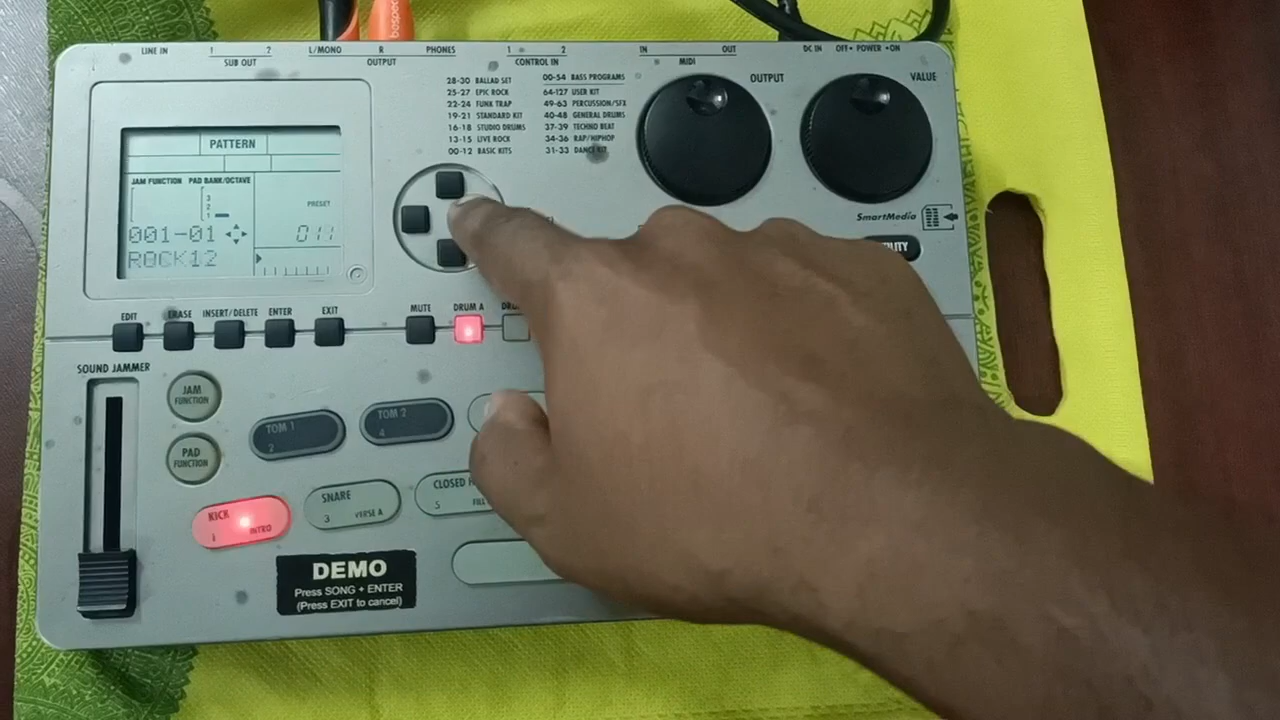 bespeco
LINE IN 1 2 L/MONO R PHONES 1 2 IN OUT DC IN OFF • POWER • ON
SUB OUT OUTPUT CONTROL IN MIDI
28-30 BALLAD SET 00-54 BASS PROGRAMS
25-27 EPIC ROCK 64-127 USER KIT
22-24 FUNK TRAP 49-63 PERCUSSION/SFX
19-21 STANDARD KIT 40-48 GENERAL DRUMS
16-18 STUDIO DRUMS 37-39 TECHNO BEAT
13-15 LIVE ROCK 34-36 RAP/HIPHOP
00-12 BASIC KITS 31-33 DANCE KIT
OUTPUT VALUE
PATTERN
JAM FUNCTION PAD BANK/OCTAVE
3
2
1
PRESET
001-01 011
ROCK12
SmartMedia
EDIT ERASE INSERT/DELETE ENTER EXIT MUTE DRUM A
SOUND JAMMER
JAM
FUNCTION
PAD
FUNCTION
TOM 1
2
TOM 2
4
KICK
1 INTRO
SNARE
3 VERSE A
CLOSED
5 FILL
DEMO
Press SONG + ENTER
(Press EXIT to cancel)